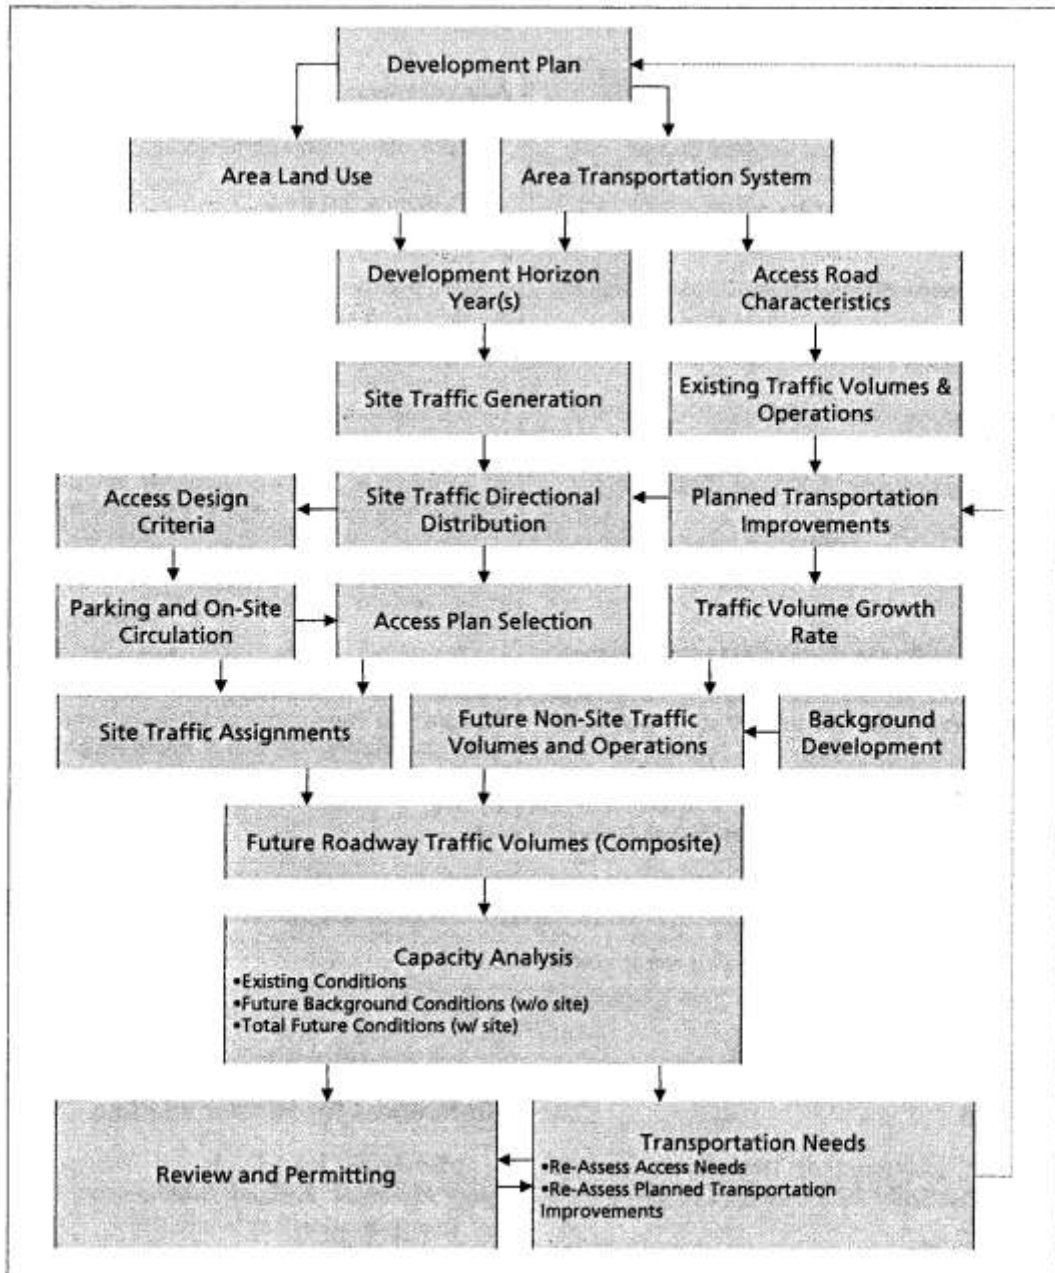 Development Plan
Area Land Use
Area Transportation System
Development Horizon
Year(s)
Access Road
Characteristics
Site Traffic Generation
Existing Traffic Volumes &
Operations
Access Design
Criteria
Site Traffic Directional
Distribution
Planned Transportation
Improvements
Parking and On-Site
Circulation
Access Plan Selection
Traffic Volume Growth
Rate
Site Traffic Assignments
Future Non-Site Traffic
Volumes and Operations
Background
Development
Future Roadway Traffic Volumes (Composite)
Capacity Analysis
•Existing Conditions
•Future Background Conditions (w/o site)
•Total Future Conditions (w/ site)
Review and Permitting
Transportation Needs
•Re-Assess Access Needs
•Re-Assess Planned Transportation
Improvements